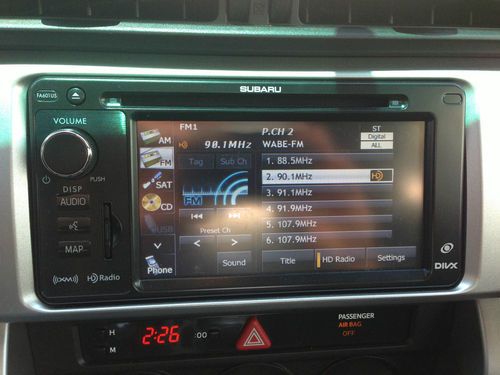 SUBARU
FA601US
VOLUME
PUSH
DISP
AUDIO
MAP
(XM) HD Radio
AM
FM
SAT
CD
USB
Phone
FM1
90.1MHz
Tag Sub Ch
FM
Preset Ch
< >
Sound
P.CH 2
WABE-FM
ST
Digital
ALL
1. 88.5MHz
2. 90.1MHz HD
3. 91.1MHz
4. 91.9MHz
5. 107.9MHz
6. 107.9MHz
Title HD Radio Settings
DIVX
H
M
2:26 :00
PASSENGER
AIR BAG
OFF